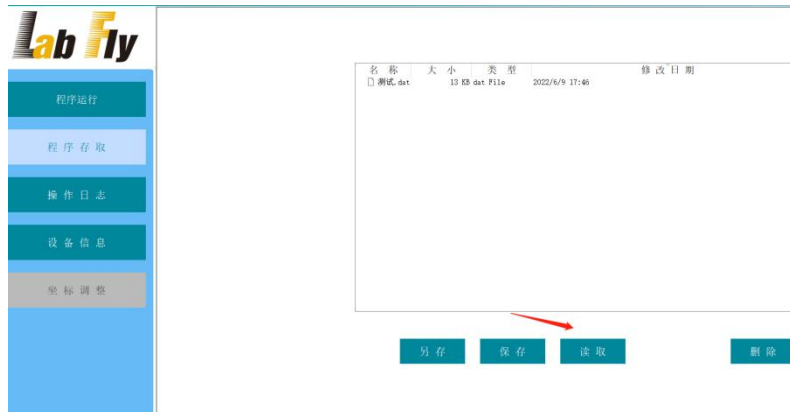 Lab Fly
程序运行
程序存取
操作日志
设备信息
坐标调整
名称 大小 类型 修改日期
测试.dat 13 KB dat File 2022/6/9 17:46
另存 保存 读取 删除